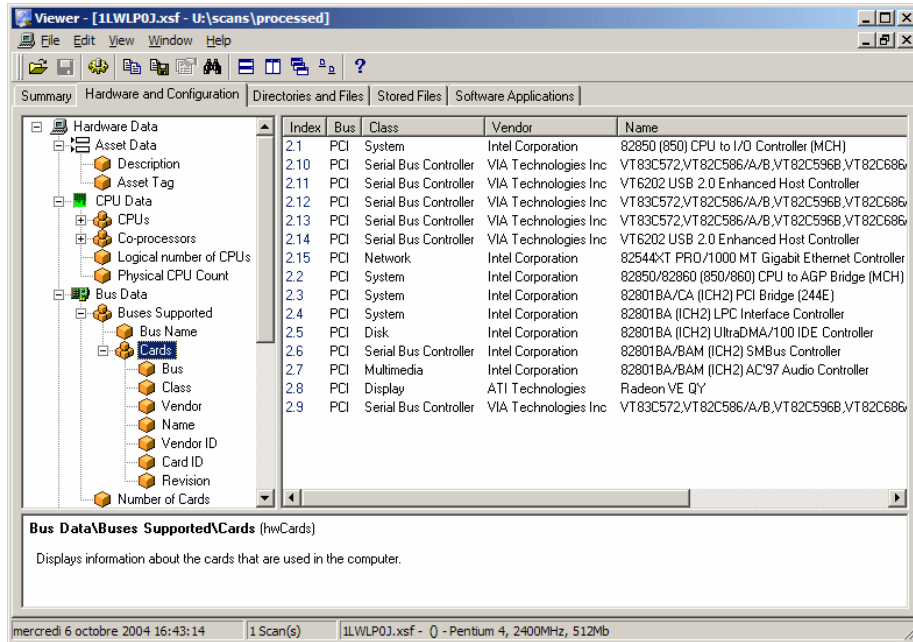 Viewer - [1LWLP0J.xsf - U:\scans\processed]
File Edit View Window Help
Summary Hardware and Configuration Directories and Files Stored Files Software Applications
Hardware Data
Asset Data
Description
Asset Tag
CPU Data
CPUs
Co-processors
Logical number of CPUs
Physical CPU Count
Bus Data
Buses Supported
Bus Name
Cards
Bus
Class
Vendor
Name
Vendor ID
Card ID
Revision
Number of Cards
Index Bus Class Vendor Name
2.1 PCI System Intel Corporation 82850 (850) CPU to I/O Controller (MCH)
2.10 PCI Serial Bus Controller VIA Technologies Inc VT83C572,VT82C586/A/B,VT82C596B,VT82C686/
2.11 PCI Serial Bus Controller VIA Technologies Inc VT6202 USB 2.0 Enhanced Host Controller
2.12 PCI Serial Bus Controller VIA Technologies Inc VT83C572,VT82C586/A/B,VT82C596B,VT82C686/
2.13 PCI Serial Bus Controller VIA Technologies Inc VT83C572,VT82C586/A/B,VT82C596B,VT82C686/
2.14 PCI Serial Bus Controller VIA Technologies Inc VT6202 USB 2.0 Enhanced Host Controller
2.15 PCI Network Intel Corporation 82544XT PRO/1000 MT Gigabit Ethernet Controller
2.2 PCI System Intel Corporation 82850/82860 (850/860) CPU to AGP Bridge (MCH)
2.3 PCI System Intel Corporation 82801BA/CA (ICH2) PCI Bridge (244E)
2.4 PCI System Intel Corporation 82801BA (ICH2) LPC Interface Controller
2.5 PCI Disk Intel Corporation 82801BA (ICH2) UltraDMA/100 IDE Controller
2.6 PCI Serial Bus Controller Intel Corporation 82801BA/BAM (ICH2) SMBus Controller
2.7 PCI Multimedia Intel Corporation 82801BA/BAM (ICH2) AC'97 Audio Controller
2.8 PCI Display ATI Technologies Radeon VE QY
2.9 PCI Serial Bus Controller VIA Technologies Inc VT83C572,VT82C586/A/B,VT82C596B,VT82C686/
Bus Data\Buses Supported\Cards (hwCards)
Displays information about the cards that are used in the computer.
mercredi 6 octobre 2004 16:43:14 1 Scan(s) 1LWLP0J.xsf - () - Pentium 4, 2400MHz, 512Mb